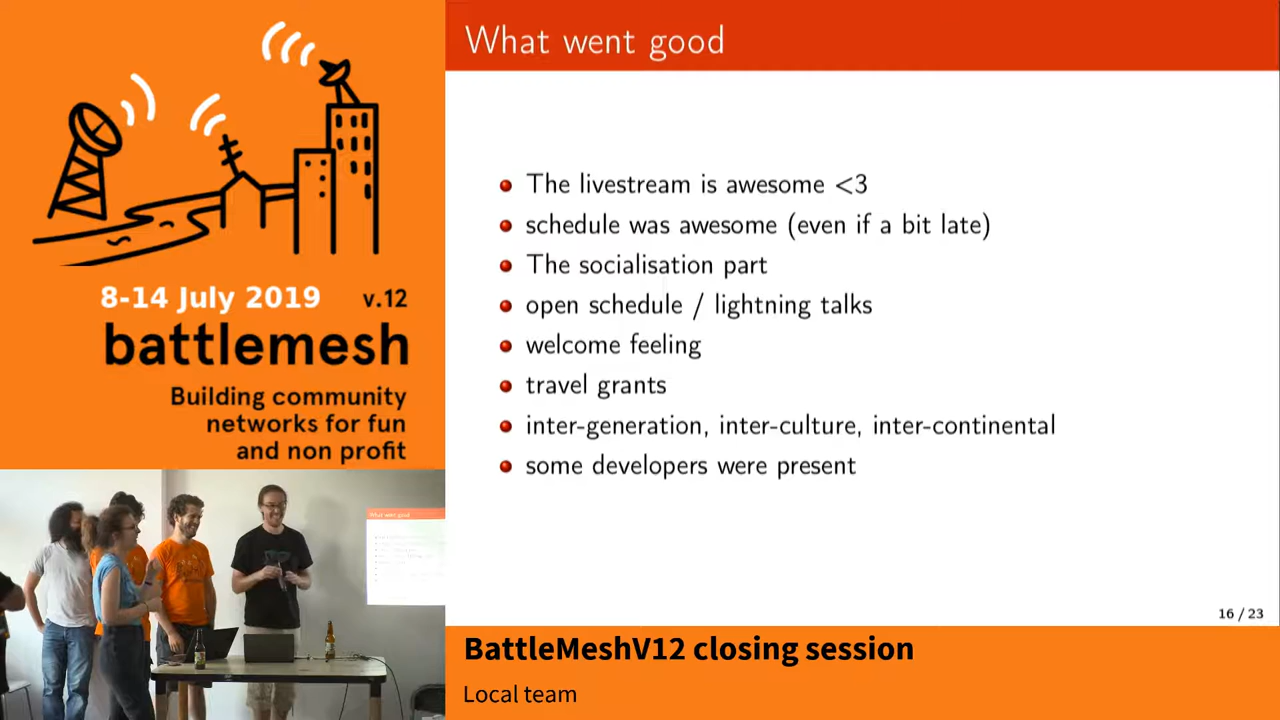 What went good
The livestream is awesome <3
schedule was awesome (even if a bit late)
The socialisation part
open schedule / lightning talks
welcome feeling
travel grants
inter-generation, inter-culture, inter-continental
some developers were present
16 / 23
8-14 July 2019 v.12
battlemesh
Building community
networks for fun
and non profit
What went good
BattleMeshV12 closing session
Local team